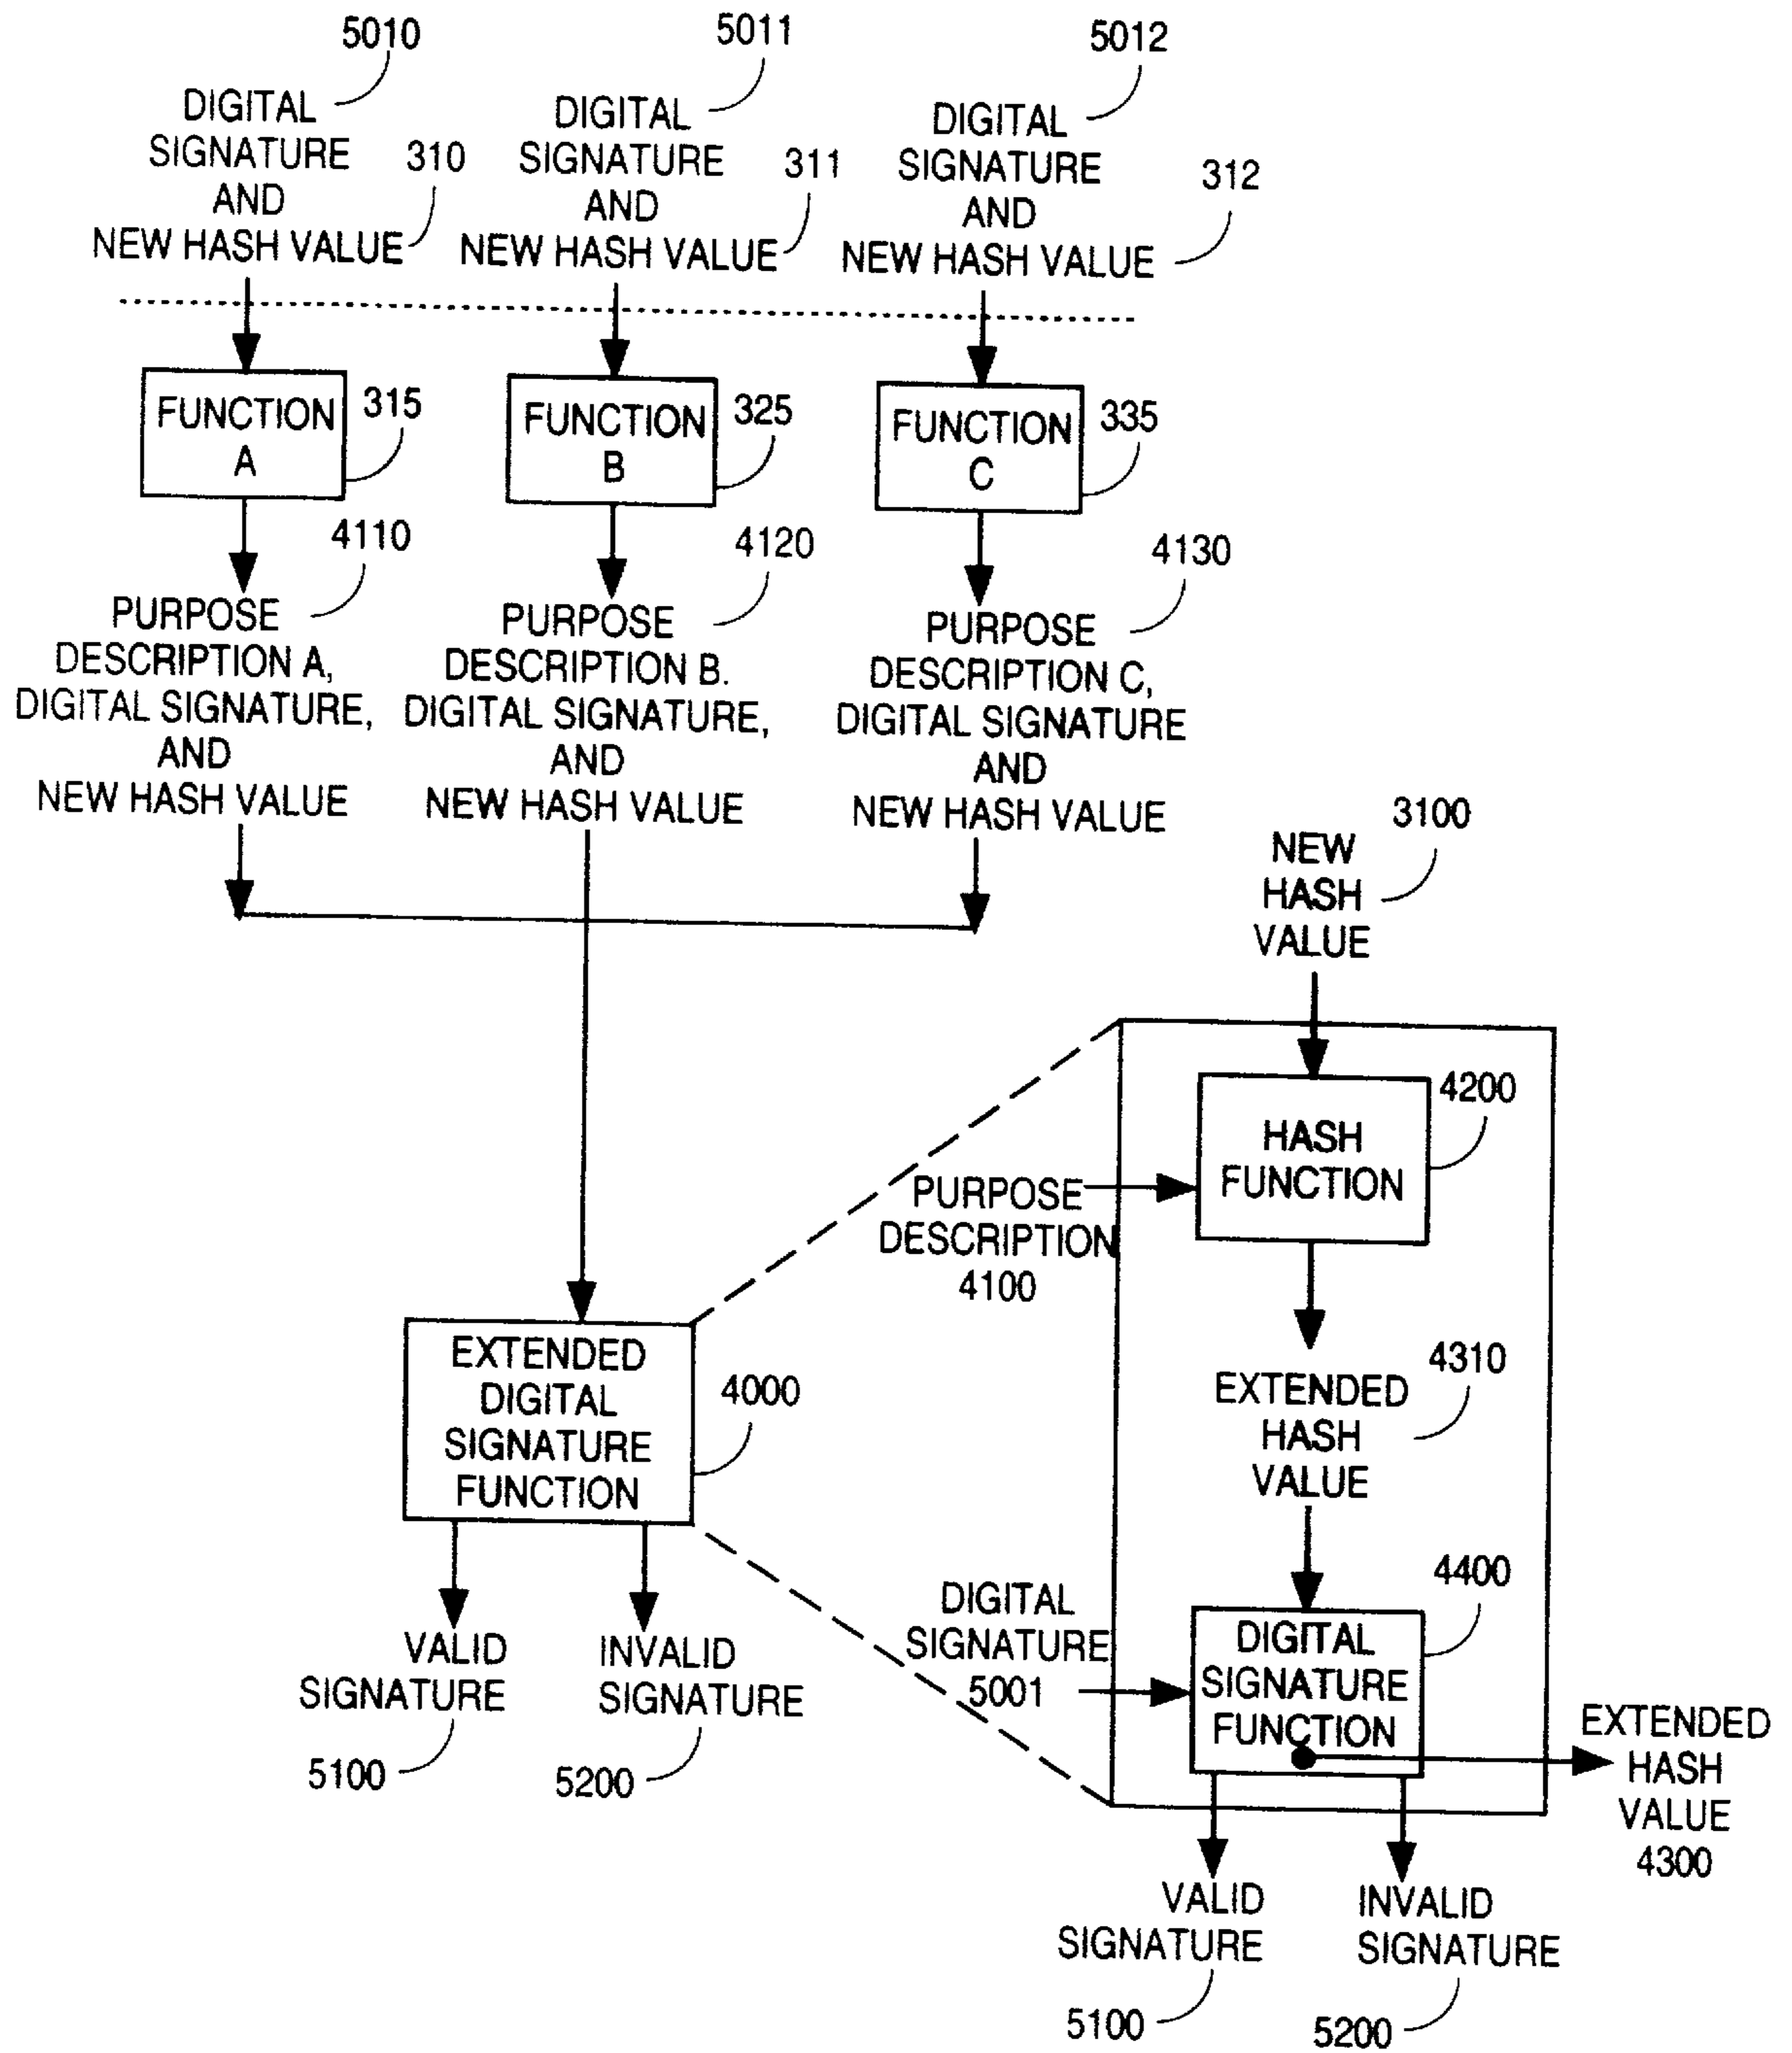 5010
DIGITAL
SIGNATURE
AND
NEW HASH VALUE
310
5011
DIGITAL
SIGNATURE
AND
NEW HASH VALUE
311
5012
DIGITAL
SIGNATURE
AND
NEW HASH VALUE
312
FUNCTION
A
315
FUNCTION
B
325
FUNCTION
C
335
4110
PURPOSE
DESCRIPTION A,
DIGITAL SIGNATURE,
AND
NEW HASH VALUE
4120
PURPOSE
DESCRIPTION B.
DIGITAL SIGNATURE,
AND
NEW HASH VALUE
4130
PURPOSE
DESCRIPTION C,
DIGITAL SIGNATURE
AND
NEW HASH VALUE
EXTENDED
DIGITAL
SIGNATURE
FUNCTION
4000
VALID
SIGNATURE
5100
INVALID
SIGNATURE
5200
3100
NEW
HASH
VALUE
HASH
FUNCTION
4200
PURPOSE
DESCRIPTION
4100
EXTENDED
HASH
VALUE
4310
DIGITAL
SIGNATURE
5001
DIGITAL
SIGNATURE
FUNCTION
4400
EXTENDED
HASH
VALUE
4300
VALID
SIGNATURE
5100
INVALID
SIGNATURE
5200